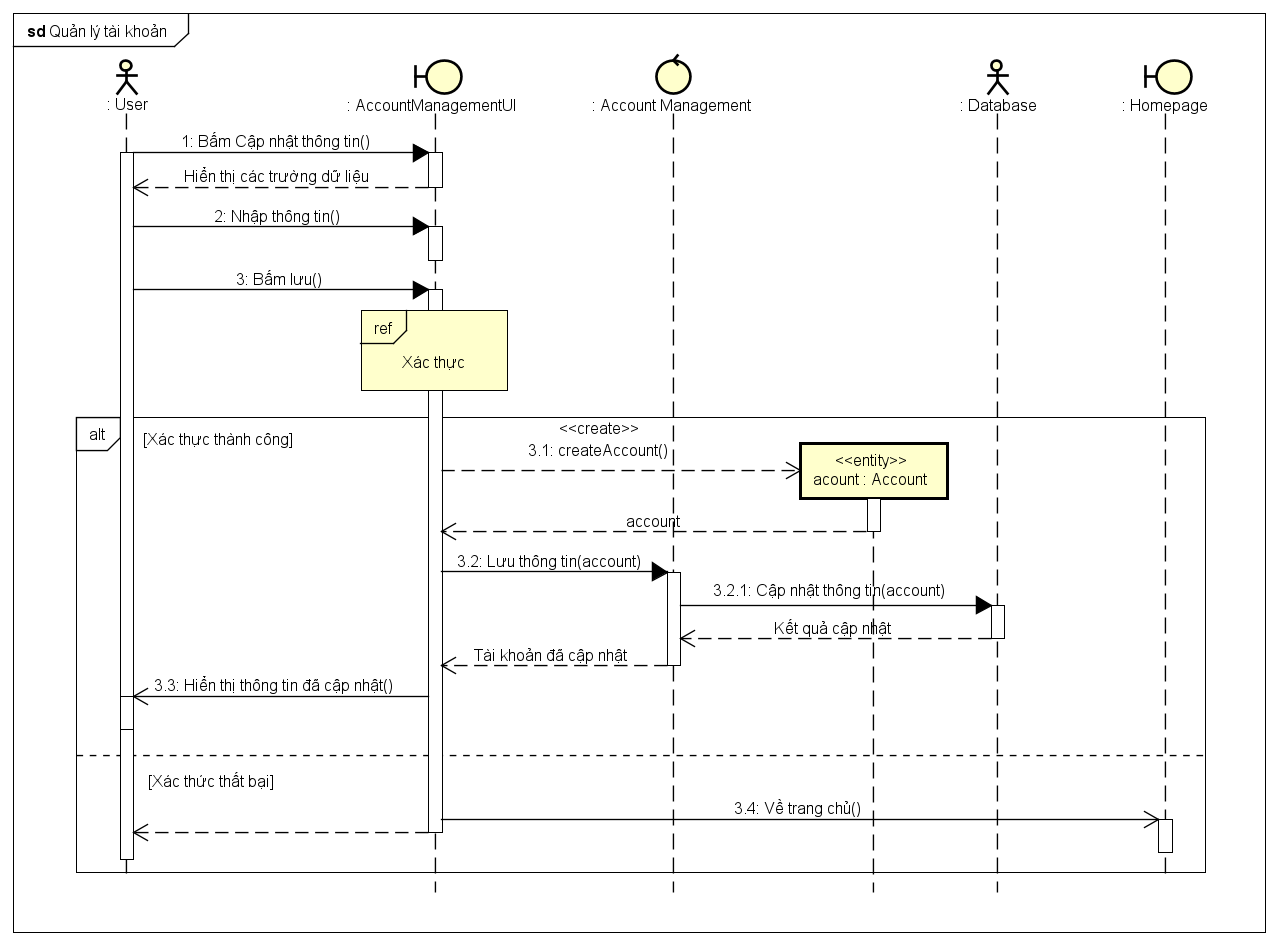 sd Quản lý tài khoản
: User
: AccountManagementUI
: Account Management
: Database
: Homepage
1: Bấm Cập nhật thông tin()
Hiển thị các trường dữ liệu
2: Nhập thông tin()
3: Bấm lưu()
ref
Xác thực
alt
[Xác thực thành công]
<<create>>
3.1: createAccount()
<<entity>>
acount : Account
account
3.2: Lưu thông tin(account)
3.2.1: Cập nhật thông tin(account)
Kết quả cập nhật
Tài khoản đã cập nhật
3.3: Hiển thị thông tin đã cập nhật()
[Xác thức thất bại]
3.4: Về trang chủ()